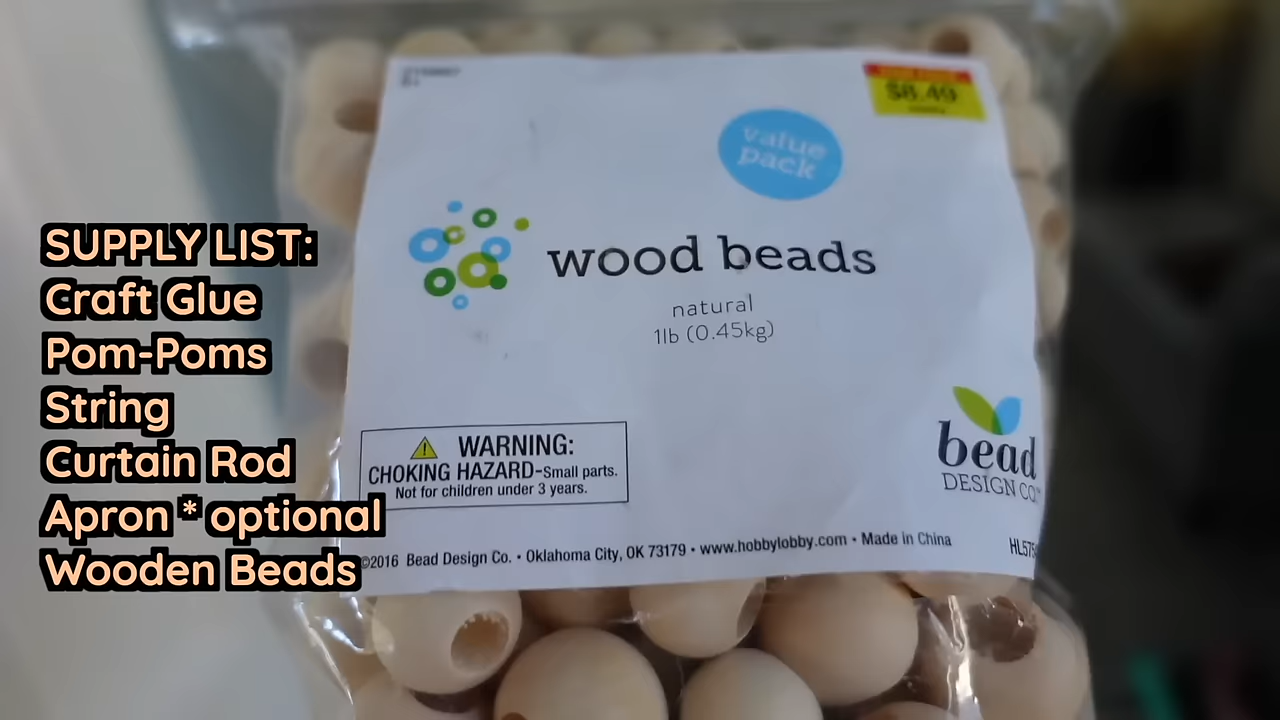 SUPPLY LIST:
Craft Glue
Pom-Poms
String
Curtain Rod
Apron * optional
Wooden Beads
$8.49
value
pack
wood beads
natural
1lb (0.45kg)
WARNING:
CHOKING HAZARD-Small parts.
Not for children under 3 years.
bead
DESIGN CO.
©2016 Bead Design Co. • Oklahoma City, OK 73179 • www.hobbylobby.com • Made in China